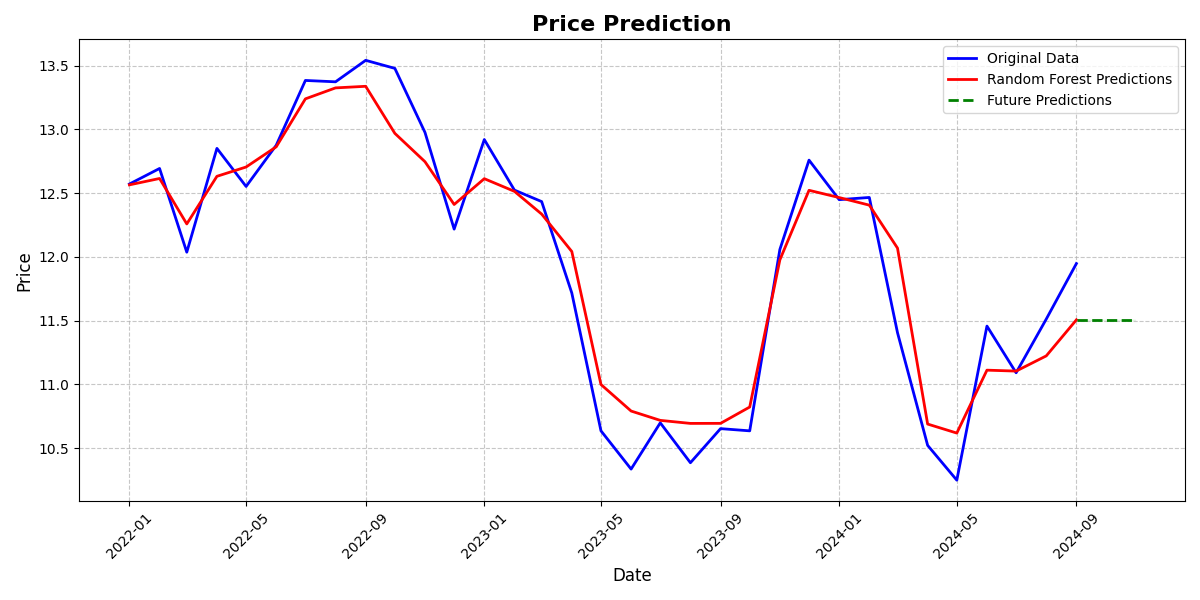 Price Prediction
Original Data
Random Forest Predictions
Future Predictions
Price
13.5
13.0
12.5
12.0
11.5
11.0
10.5
2022-01
2022-05
2022-09
2023-01
2023-05
2023-09
2024-01
2024-05
2024-09
Date